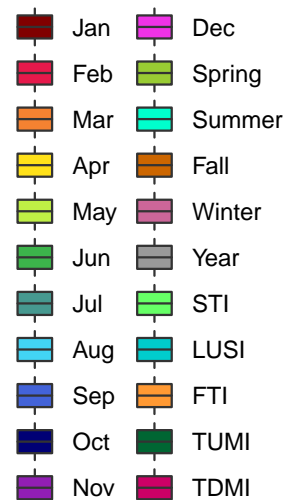 Jan
Feb
Mar
Apr
May
Jun
Jul
Aug
Sep
Oct
Nov
Dec
Spring
Summer
Fall
Winter
Year
STI
LUSI
FTI
TUMI
TDMI